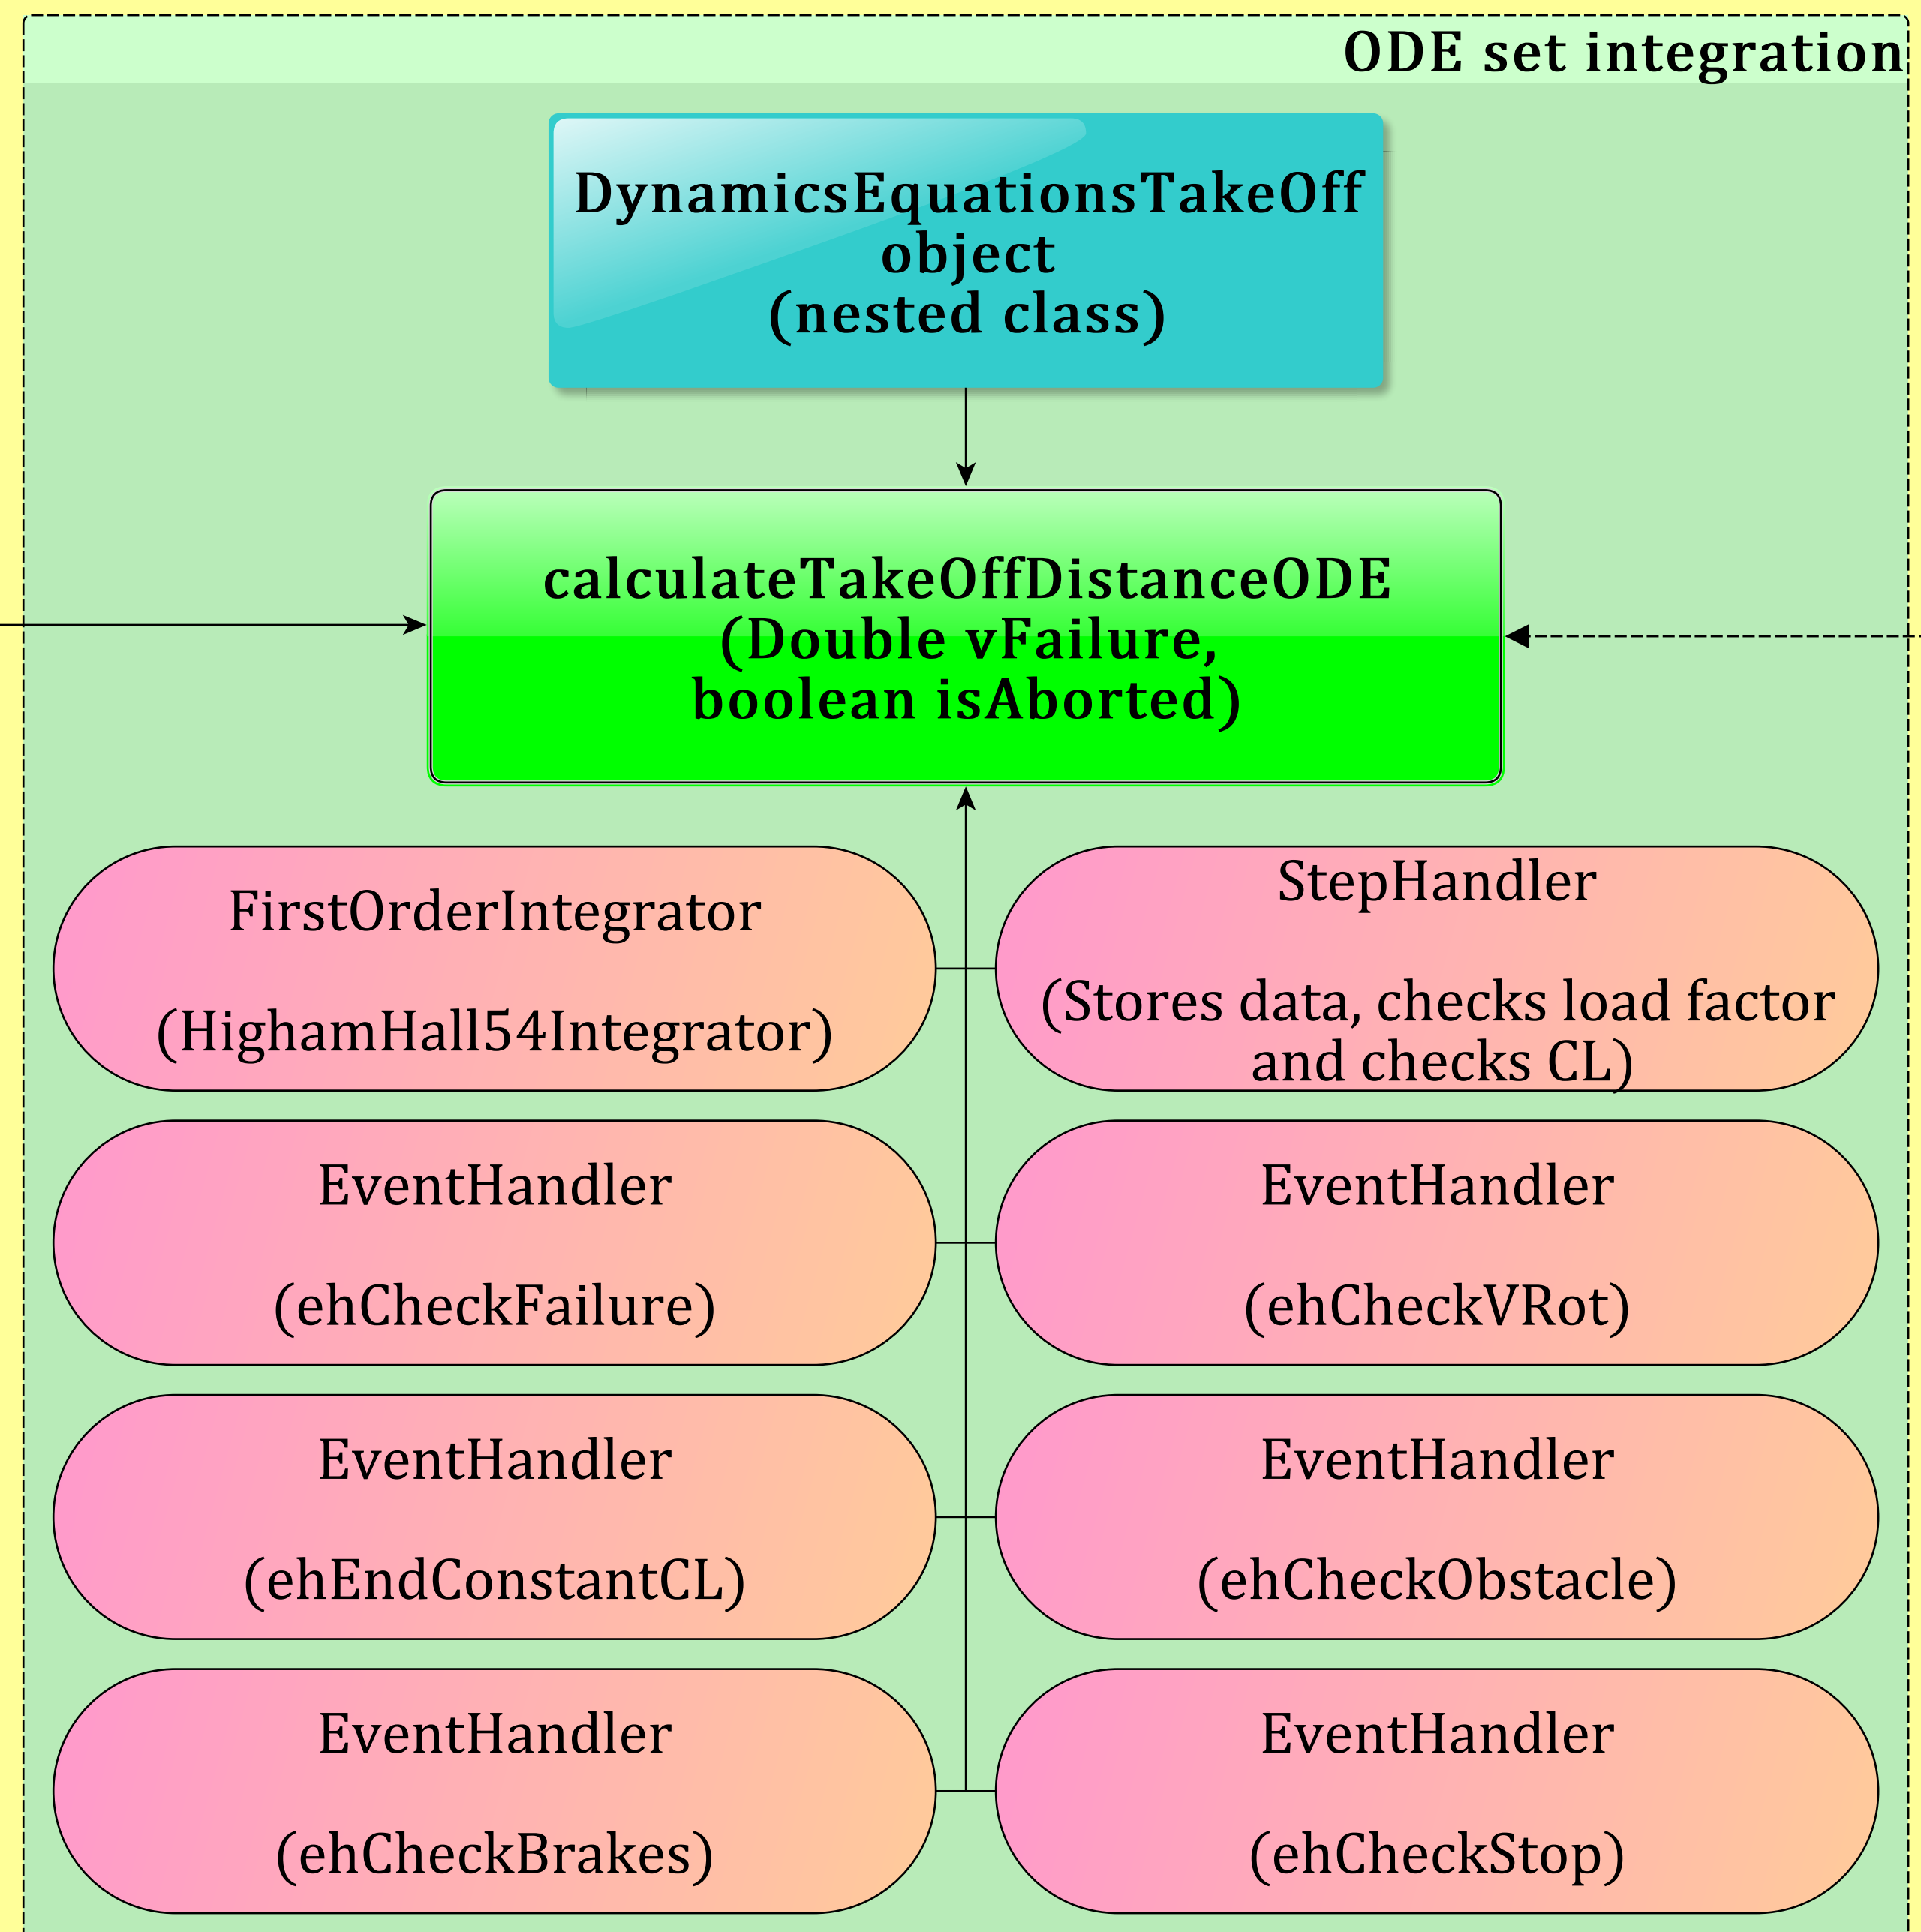 ODE set integration
DynamicsEquationsTakeOff
object
(nested class)
calculateTakeOffDistanceODE
(Double vFailure,
boolean isAborted)
FirstOrderIntegrator
(HighamHall54Integrator)
StepHandler
(Stores data, checks load factor
and checks CL)
EventHandler
(ehCheckFailure)
EventHandler
(ehCheckVRot)
EventHandler
(ehEndConstantCL)
EventHandler
(ehCheckObstacle)
EventHandler
(ehCheckBrakes)
EventHandler
(ehCheckStop)